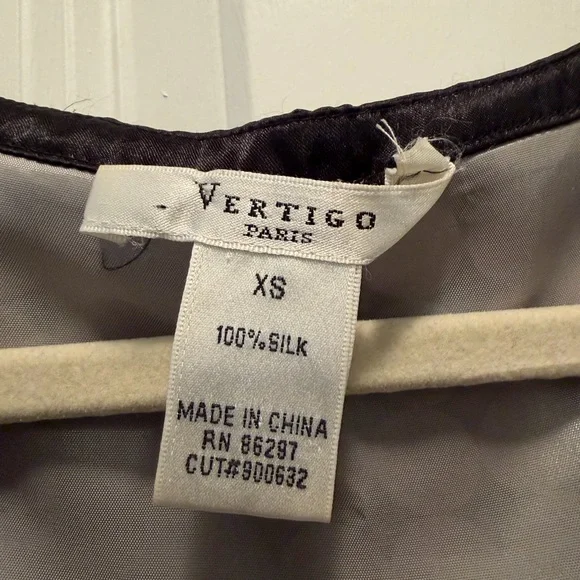 VERTIGO
PARIS
XS
100% SILK
MADE IN CHINA
RN 86297
CUT#900632